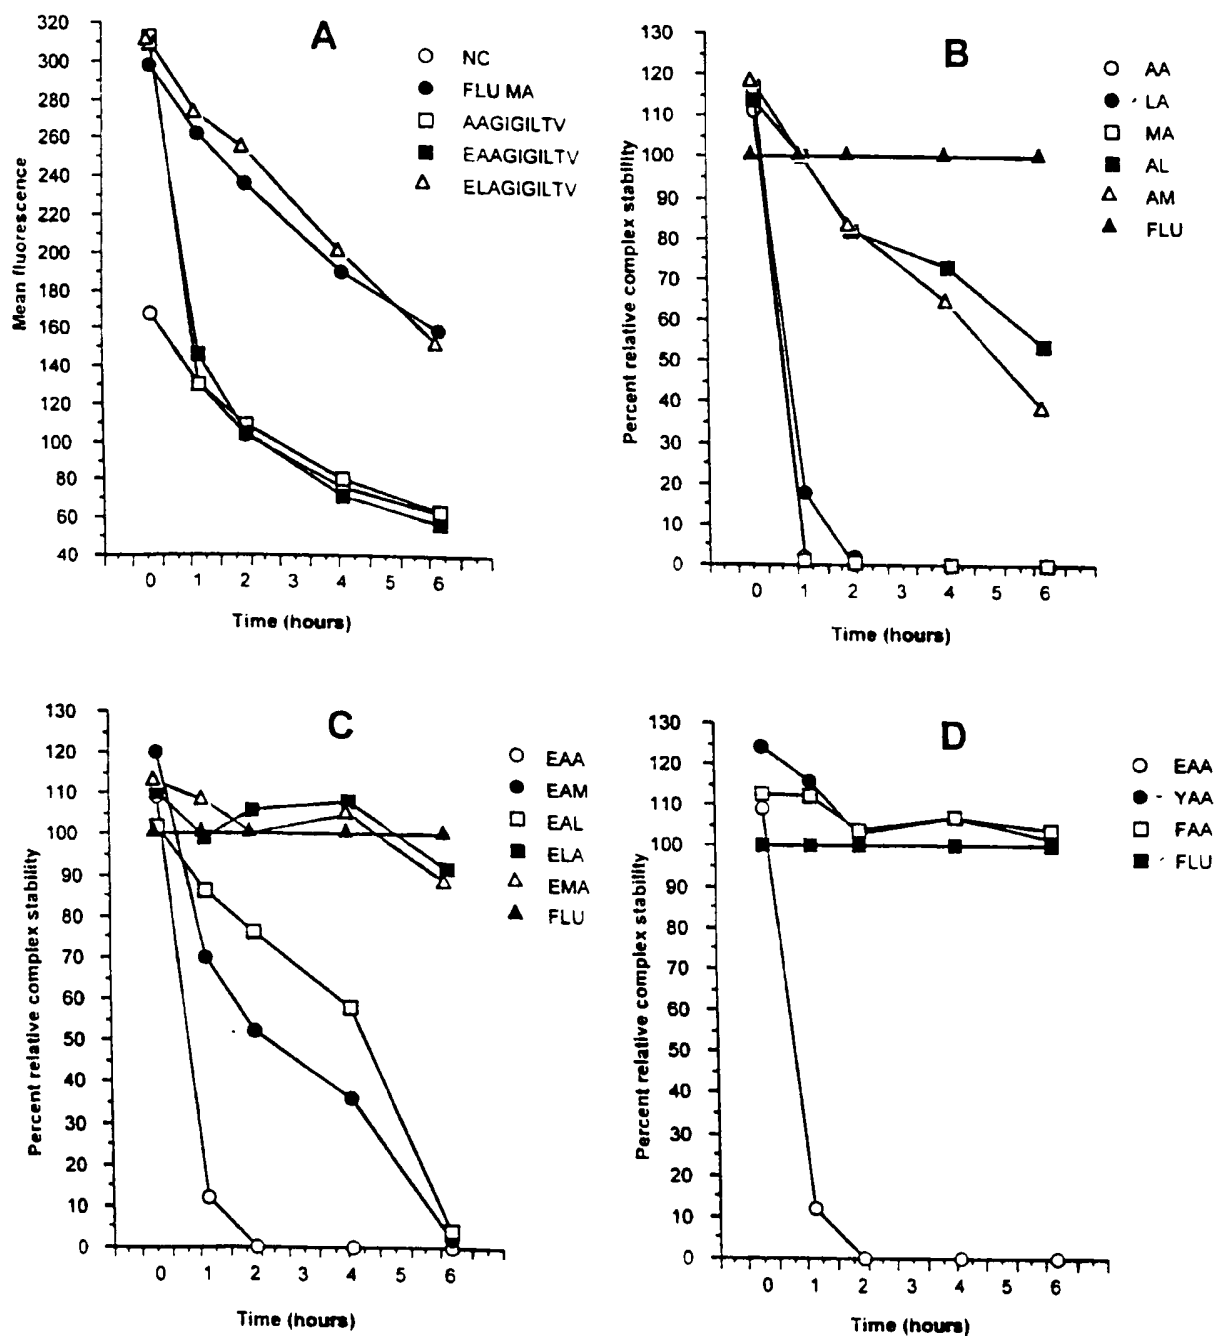 A
320
300
280
260
240
220
200
180
160
140
120
100
80
60
40
Mean fluorescence
0 1 2 3 4 5 6
Time (hours)
NC
FLU MA
AAGIGILTV
EAAGIGILTV
ELAGIGILTV
B
130
120
110
100
90
80
70
60
50
40
30
20
10
0
Percent relative complex stability
0 1 2 3 4 5 6
Time (hours)
AA
LA
MA
AL
AM
FLU
C
130
120
110
100
90
80
70
60
50
40
30
20
10
0
Percent relative complex stability
0 1 2 3 4 5 6
Time (hours)
EAA
EAM
EAL
ELA
EMA
FLU
D
130
120
110
100
90
80
70
60
50
40
30
20
10
0
Percent relative complex stability
0 1 2 3 4 5 6
Time (hours)
EAA
YAA
FAA
FLU